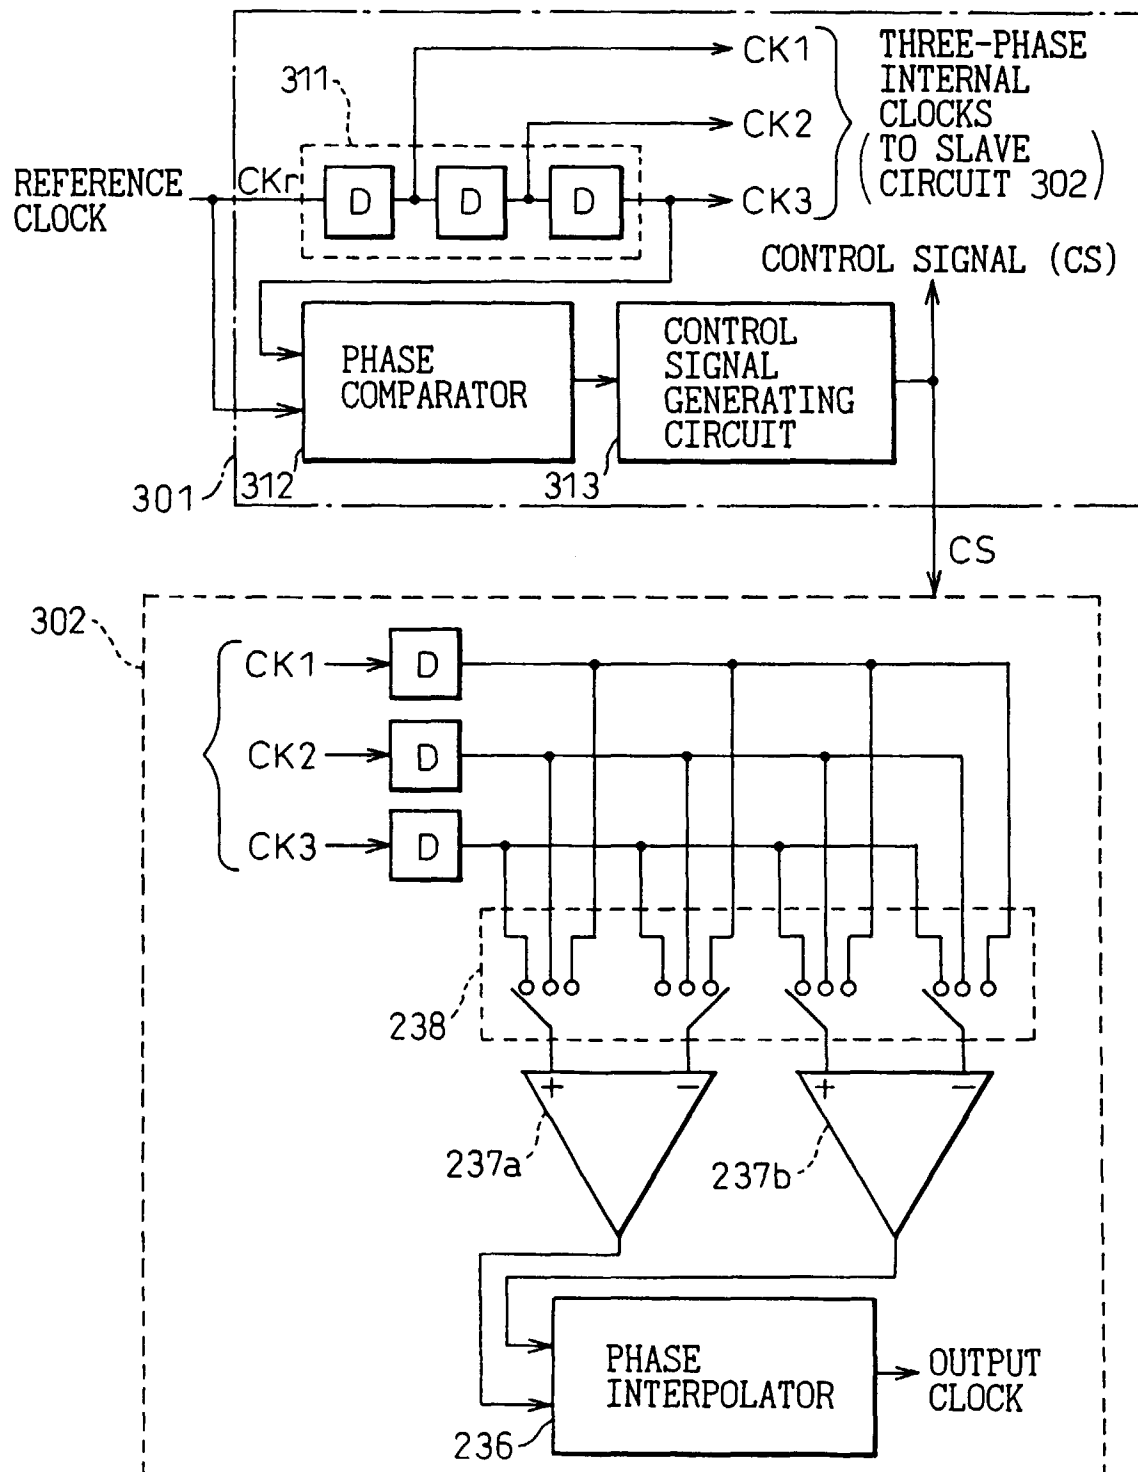 311
REFERENCE
CLOCK
CKr
D
D
D
CK1
CK2
CK3
THREE-PHASE
INTERNAL
CLOCKS
(TO SLAVE
CIRCUIT 302)
CONTROL SIGNAL (CS)
PHASE
COMPARATOR
CONTROL
SIGNAL
GENERATING
CIRCUIT
301
312
313
CS
302
CK1
D
CK2
D
CK3
D
238
+
−
+
−
237a
237b
PHASE
INTERPOLATOR
OUTPUT
CLOCK
236